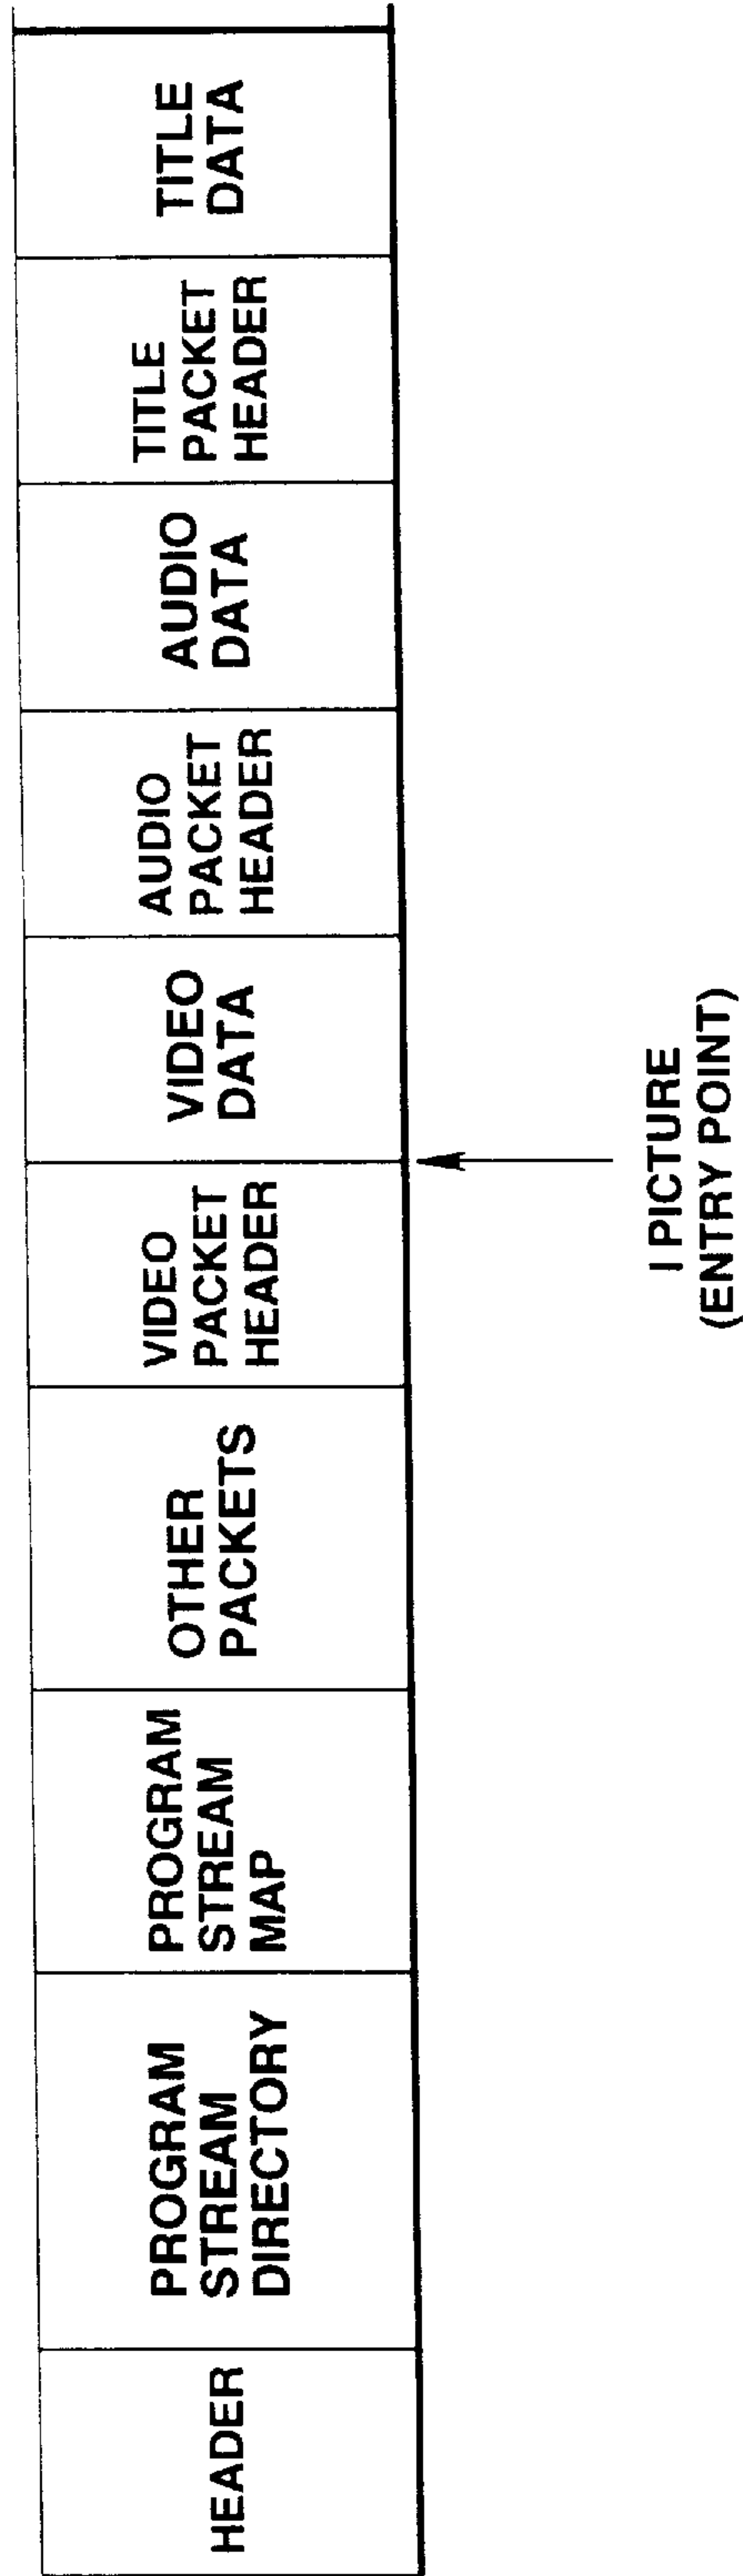 HEADER
PROGRAM
STREAM
DIRECTORY
PROGRAM
STREAM
MAP
OTHER
PACKETS
VIDEO
PACKET
HEADER
VIDEO
DATA
AUDIO
PACKET
HEADER
AUDIO
DATA
TITLE
PACKET
HEADER
TITLE
DATA
I PICTURE
(ENTRY POINT)